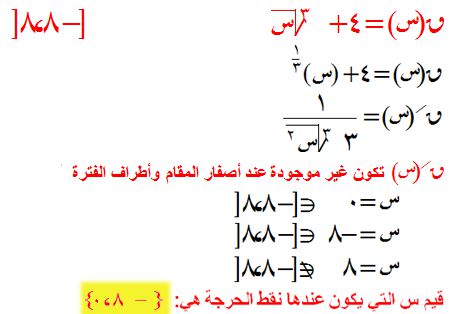 ق(س)=٤+ ∛س [-٨،٨[
ق(س)=٤+(س)^(١/٣)
ق´(س)= ١ / ٣ ∛س^٢
ق´(س) تكون غير موجودة عند أصفار المقام وأطراف الفترة
س=٠ ∈[-٨،٨[
س=-٨ ∈[-٨،٨[
س=٨ ∉[-٨،٨[
قيم س التي يكون عندها نقط الحرجة هي: { - ٨،٠}